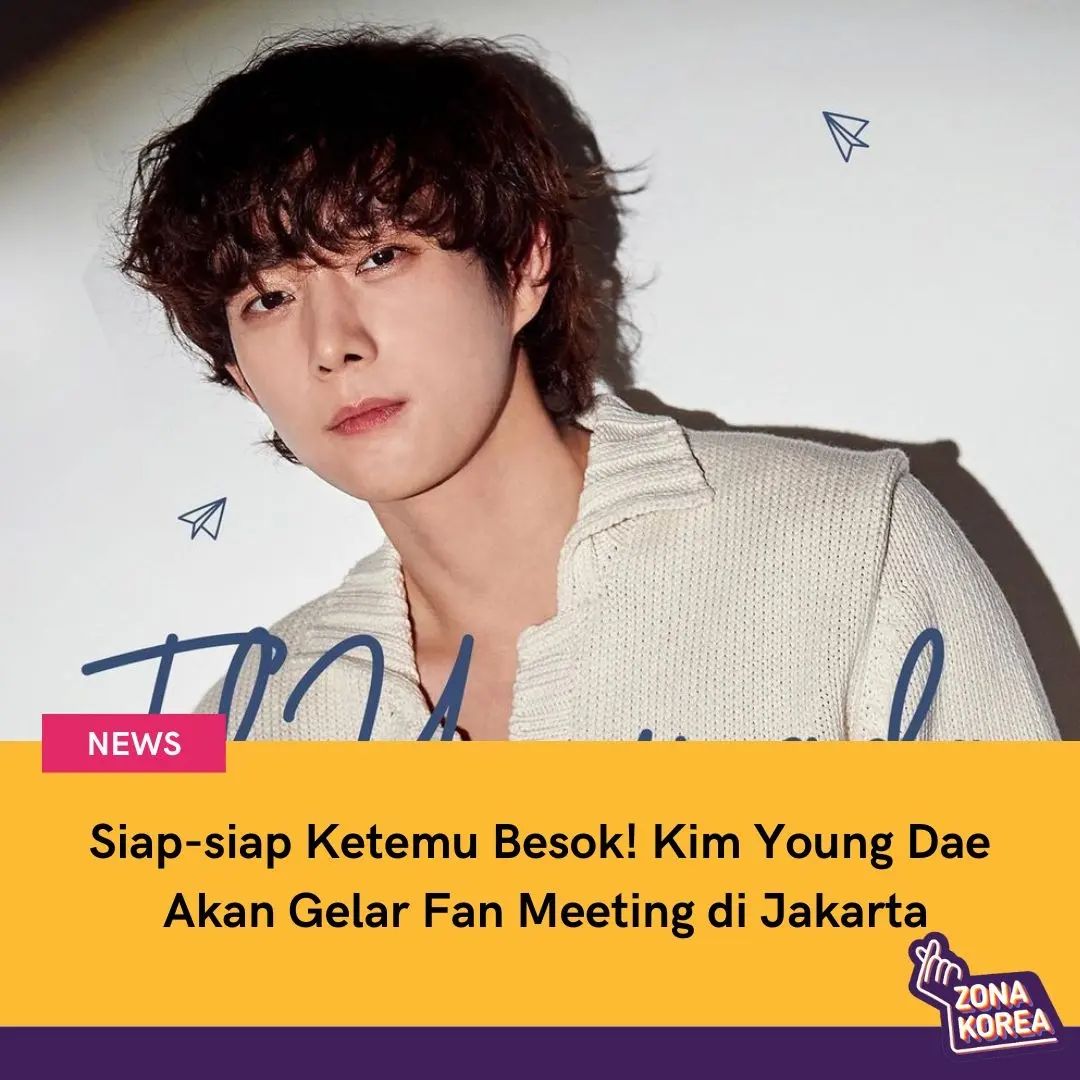 NEWS
Siap-siap Ketemu Besok! Kim Young Dae
Akan Gelar Fan Meeting di Jakarta
ZONA
KOREA